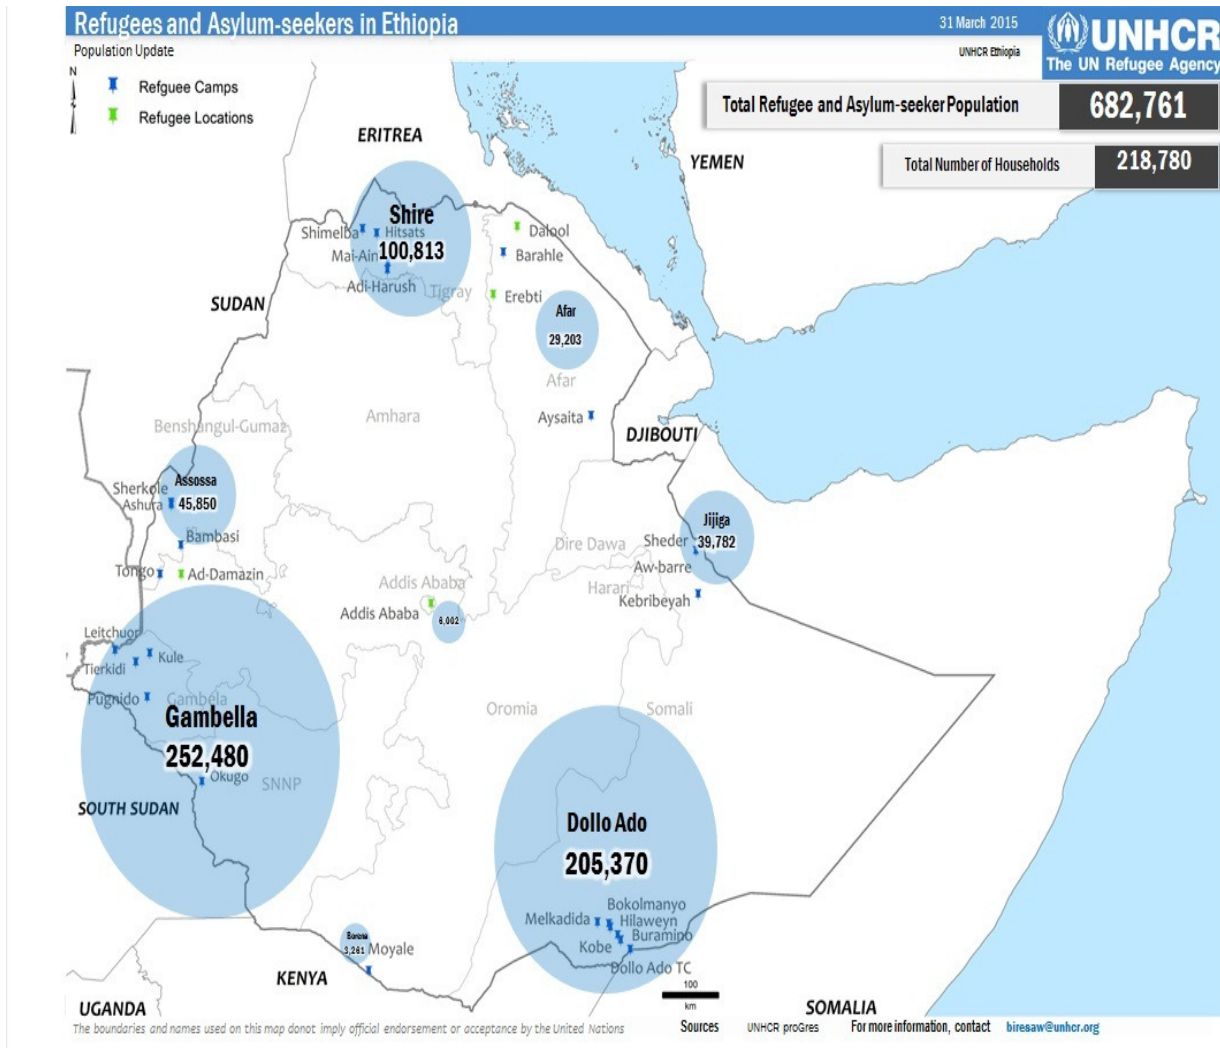 Refugees and Asylum-seekers in Ethiopia
31 March 2015
UNHCR
The UN Refugee Agency
Population Update
UNHCR Ethiopia
N
Refguee Camps
Refugee Locations
Total Refugee and Asylum-seeker Population
682,761
Total Number of Households
218,780
ERITREA
YEMEN
Shire
100,813
Shimelba
Hitsats
Mai-Ain
Adi-Harush
Tigray
Dalool
Barahle
Erebti
SUDAN
Afar
29,203
Afar
Aysaita
Amhara
Benshangul-Gumaz
DJIBOUTI
Assossa
45,850
Sherkole
Ashura
Bambasi
Tongo
Ad-Damazin
Jijiga
39,782
Sheder
Aw-barre
Kebribeyah
Dire Dawa
Harari
Addis Ababa
Addis Ababa
6,002
Leitchuor
Kule
Tierkidi
Pugnido
Gambela
Gambella
252,480
Okugo
SNNP
SOUTH SUDAN
Oromia
Somali
Dollo Ado
205,370
Bokolmanyo
Melkadida
Hilaweyn
Buramino
Kobe
Dollo Ado TC
Borena
3,261
Moyale
KENYA
UGANDA
SOMALIA
100
km
The boundaries and names used on this map donot imply official endorsement or acceptance by the United Nations
Sources
UNHCR proGres
For more information, contact
biresaw@unhcr.org